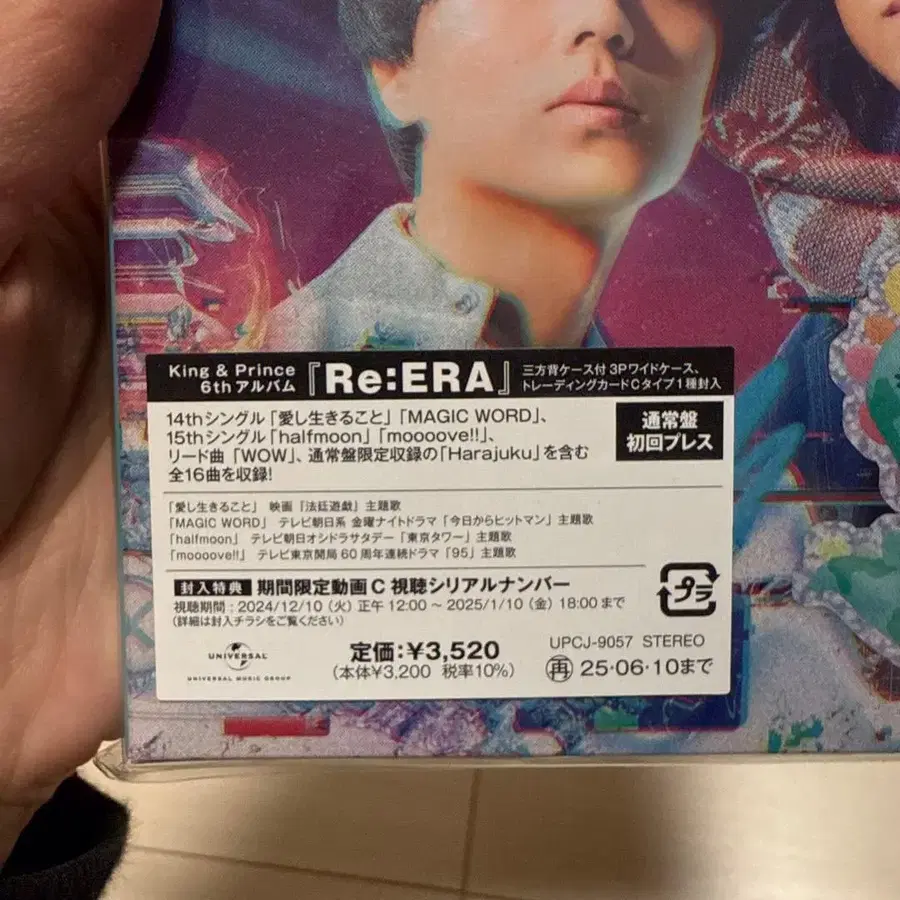 King & Prince
6thアルバム『Re:ERA』三方背ケース付 3Pワイドケース、
トレーディングカードCタイプ1種封入
14thシングル「愛し生きること」「MAGIC WORD」、
15thシングル「halfmoon」「moooove!!」、
リード曲「WOW」、通常盤限定収録の「Harajuku」を含む
全16曲を収録!
通常盤
初回プレス
「愛し生きること」 映画『法廷遊戯』主題歌
「MAGIC WORD」 テレビ朝日系 金曜ナイトドラマ「今日からヒットマン」主題歌
「halfmoon」 テレビ朝日オシドラサタデー「東京タワー」主題歌
「moooove!!」 テレビ東京開局60周年連続ドラマ「95」主題歌
封入特典 期間限定動画C 視聴シリアルナンバー
視聴期間:2024/12/10(火)正午12:00~2025/1/10(金)18:00まで
(詳細は封入チラシをご覧ください)
プラ
UNIVERSAL
UNIVERSAL MUSIC GROUP
定価:¥3,520
(本体¥3,200 税率10%)
UPCJ-9057 STEREO
再 25・06・10まで